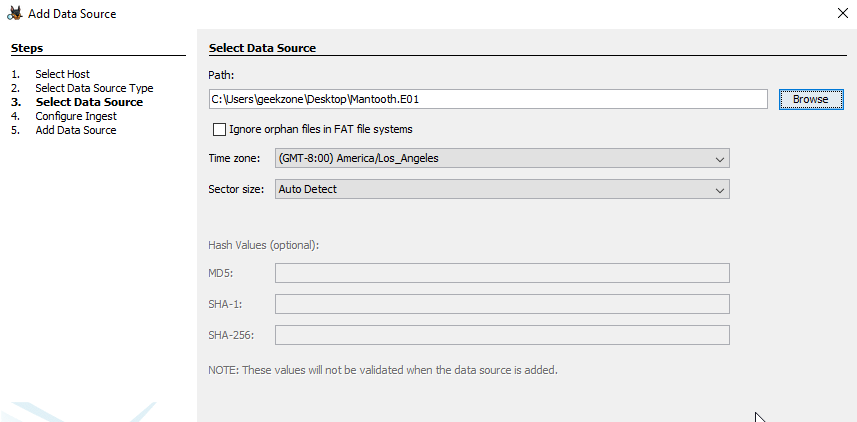 Add Data Source
Steps
1. Select Host
2. Select Data Source Type
3. Select Data Source
4. Configure Ingest
5. Add Data Source
Select Data Source
Path:
C:\Users\geekzone\Desktop\Mantooth.E01
Browse
Ignore orphan files in FAT file systems
Time zone: (GMT-8:00) America/Los_Angeles
Sector size: Auto Detect
Hash Values (optional):
MD5:
SHA-1:
SHA-256:
NOTE: These values will not be validated when the data source is added.